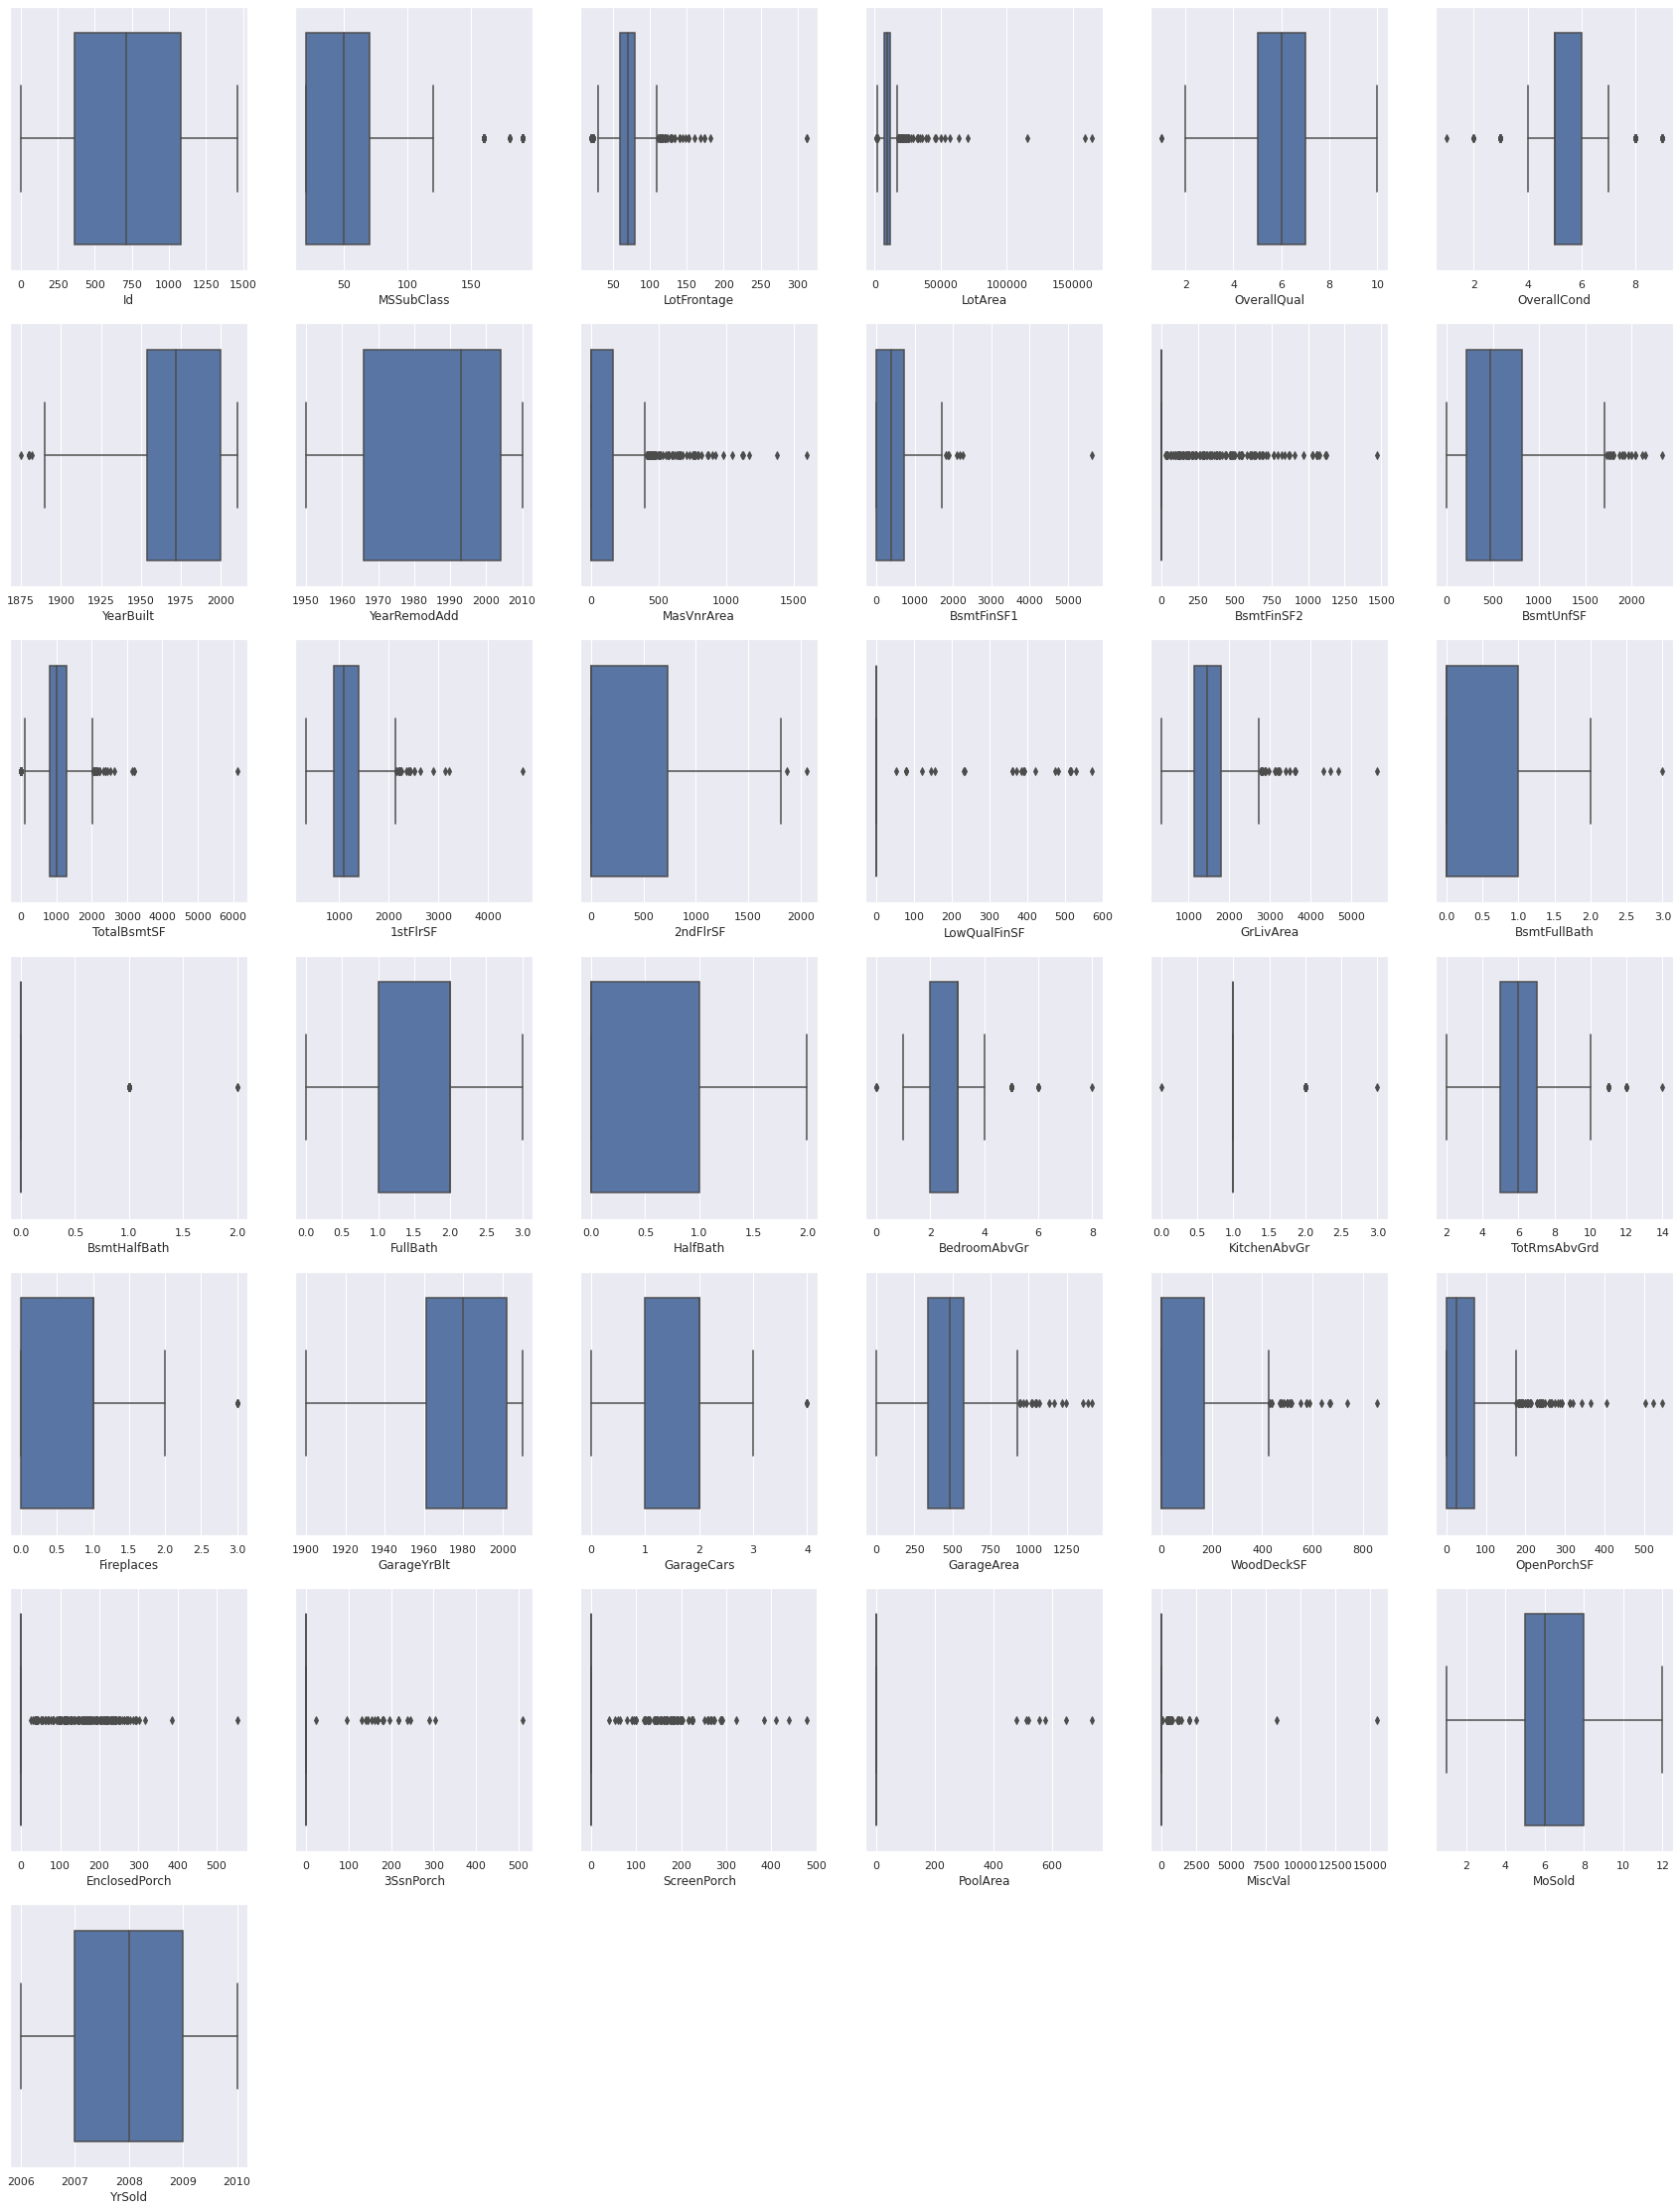 0 250 500 750 1000 1250 1500
Id
50 100 150
MSSubClass
50 100 150 200 250 300
LotFrontage
0 50000 100000 150000
LotArea
2 4 6 8 10
OverallQual
2 4 6 8
OverallCond
1875 1900 1925 1950 1975 2000
YearBuilt
1950 1960 1970 1980 1990 2000 2010
YearRemodAdd
0 500 1000 1500
MasVnrArea
0 1000 2000 3000 4000 5000
BsmtFinSF1
0 250 500 750 1000 1250 1500
BsmtFinSF2
0 500 1000 1500 2000
BsmtUnfSF
0 1000 2000 3000 4000 5000 6000
TotalBsmtSF
1000 2000 3000 4000
1stFlrSF
0 500 1000 1500 2000
2ndFlrSF
0 100 200 300 400 500 600
LowQualFinSF
1000 2000 3000 4000 5000
GrLivArea
0.0 0.5 1.0 1.5 2.0 2.5 3.0
BsmtFullBath
0.0 0.5 1.0 1.5 2.0
BsmtHalfBath
0.0 0.5 1.0 1.5 2.0 2.5 3.0
FullBath
0.0 0.5 1.0 1.5 2.0
HalfBath
0 2 4 6 8
BedroomAbvGr
0.0 0.5 1.0 1.5 2.0 2.5 3.0
KitchenAbvGr
2 4 6 8 10 12 14
TotRmsAbvGrd
0.0 0.5 1.0 1.5 2.0 2.5 3.0
Fireplaces
1900 1920 1940 1960 1980 2000
GarageYrBlt
0 1 2 3 4
GarageCars
0 250 500 750 1000 1250
GarageArea
0 200 400 600 800
WoodDeckSF
0 100 200 300 400 500
OpenPorchSF
0 100 200 300 400 500
EnclosedPorch
0 100 200 300 400 500
3SsnPorch
0 100 200 300 400 500
ScreenPorch
0 200 400 600
PoolArea
0 2500 5000 7500 10000 12500 15000
MiscVal
2 4 6 8 10 12
MoSold
2006 2007 2008 2009 2010
YrSold